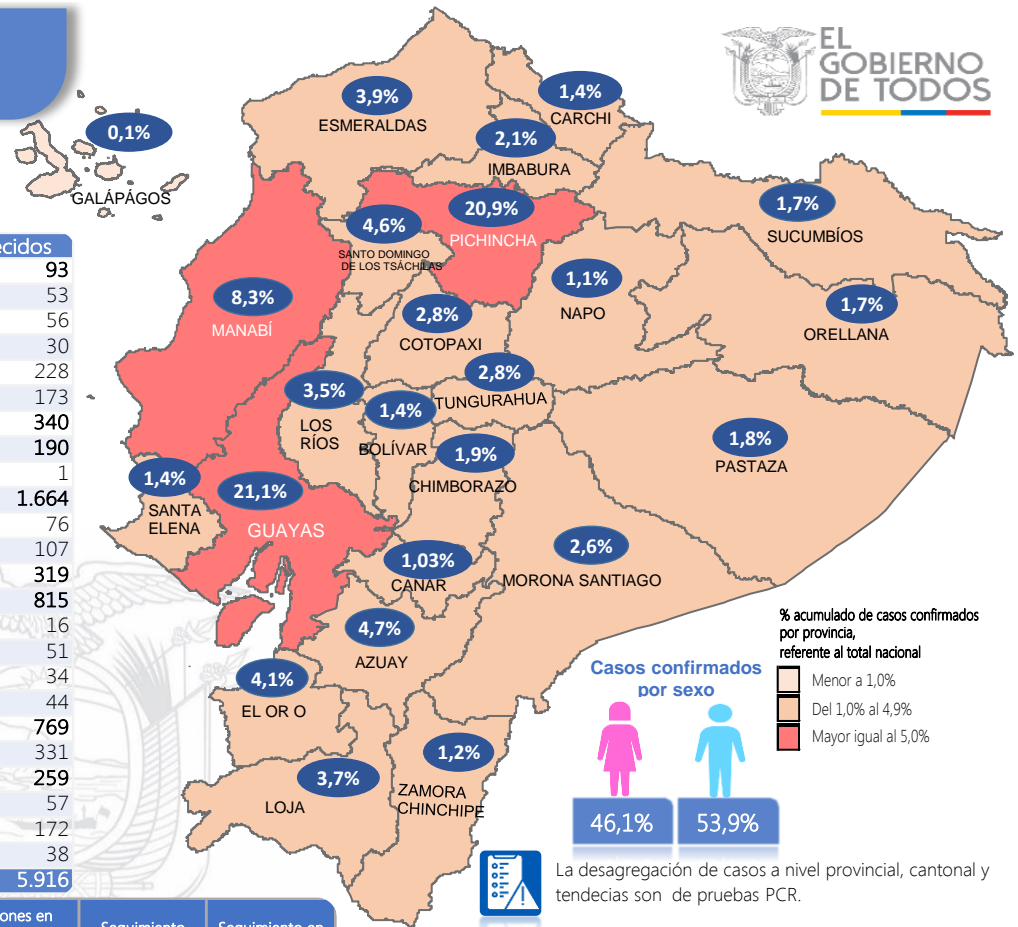 EL
GOBIERNO
DE TODOS
0,1%
GALÁPÁGOS
3,9%
ESMERALDAS
1,4%
CARCHI
2,1%
IMBABURA
20,9%
PICHINCHA
4,6%
SANTO DOMINGO
DE LOS TSÁCHILAS
1,7%
SUCUMBÍOS
1,1%
NAPO
1,7%
ORELLANA
8,3%
MANABÍ
2,8%
COTOPAXI
2,8%
TUNGURAHUA
3,5%
LOS
RÍOS
1,4%
BOLÍVAR
1,9%
CHIMBORAZO
1,8%
PASTAZA
1,4%
SANTA
ELENA
21,1%
GUAYAS
1,03%
CANAR
2,6%
MORONA SANTIAGO
4,7%
AZUAY
4,1%
EL OR O
3,7%
LOJA
1,2%
ZAMORA
CHINCHIPE
ecidos
93
53
56
30
228
173
340
190
1
1.664
76
107
319
815
16
51
34
44
769
331
259
57
172
38
5.916
ones en
Seguimiento
Seguimiento en
% acumulado de casos confirmados
por provincia,
referente al total nacional
Menor a 1,0%
Del 1,0% al 4,9%
Mayor igual al 5,0%
Casos confirmados
por sexo
46,1%
53,9%
La desagregación de casos a nivel provincial, cantonal y
tendecias son de pruebas PCR.